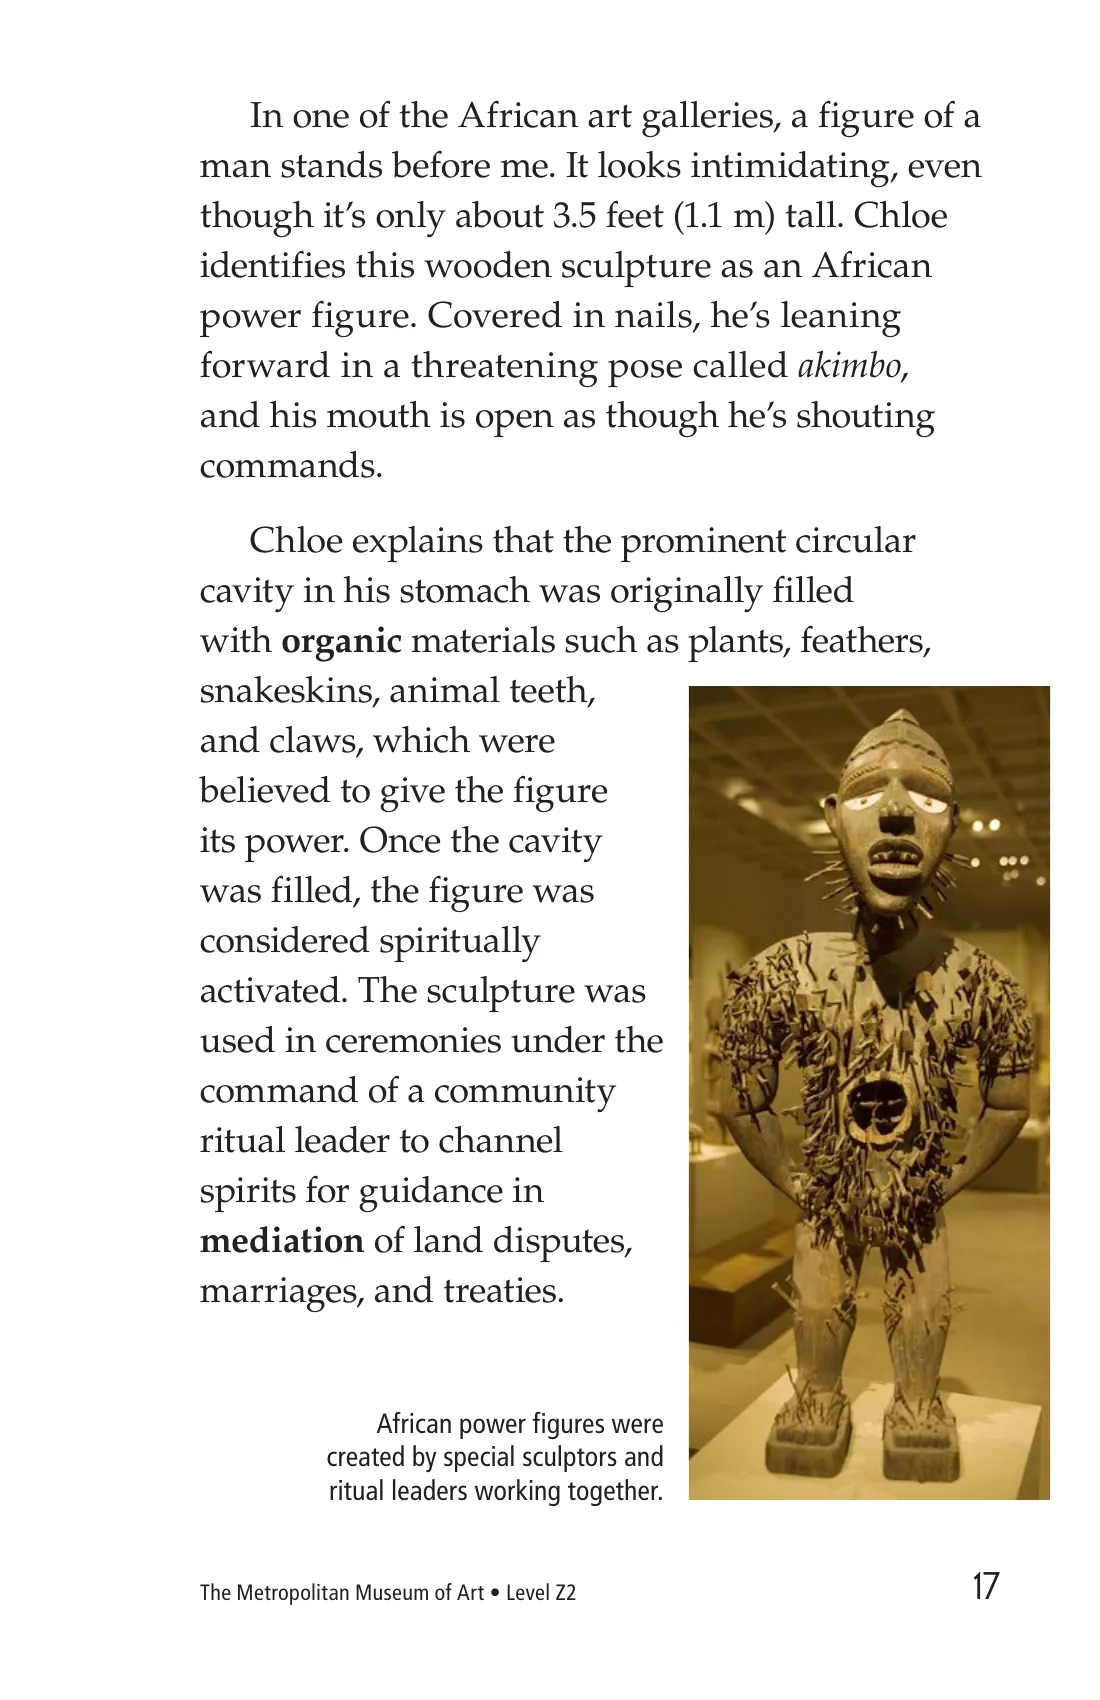 In one of the African art galleries, a figure of a
man stands before me. It looks intimidating, even
though it’s only about 3.5 feet (1.1 m) tall. Chloe
identifies this wooden sculpture as an African
power figure. Covered in nails, he’s leaning
forward in a threatening pose called akimbo,
and his mouth is open as though he’s shouting
commands.
Chloe explains that the prominent circular
cavity in his stomach was originally filled
with organic materials such as plants, feathers,
snakeskins, animal teeth,
and claws, which were
believed to give the figure
its power. Once the cavity
was filled, the figure was
considered spiritually
activated. The sculpture was
used in ceremonies under the
command of a community
ritual leader to channel
spirits for guidance in
mediation of land disputes,
marriages, and treaties.
African power figures were
created by special sculptors and
ritual leaders working together.
The Metropolitan Museum of Art • Level Z2
17